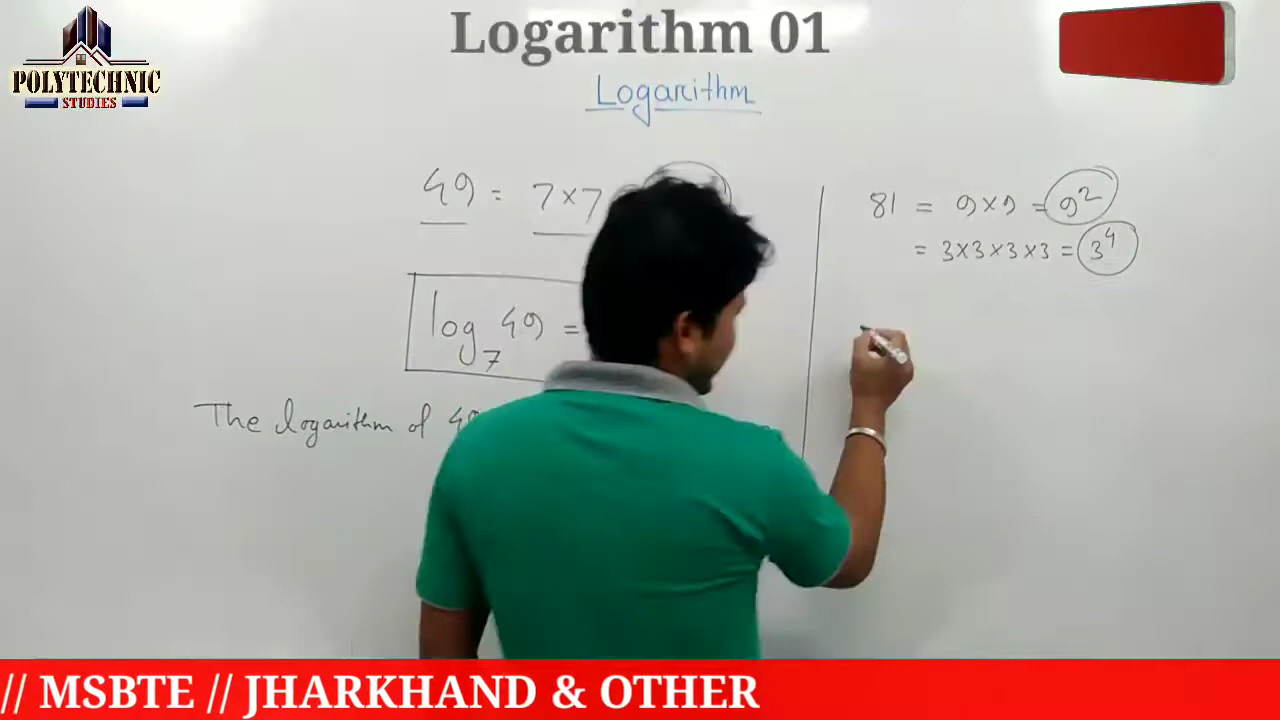 Logarithm 01
POLYTECHNIC
STUDIES
Logarithm
49 = 7×7
log₇ 49 =
The logarithm of 49
81 = 9×9 = 9²
= 3×3×3×3 = 3⁴
// MSBTE // JHARKHAND & OTHER